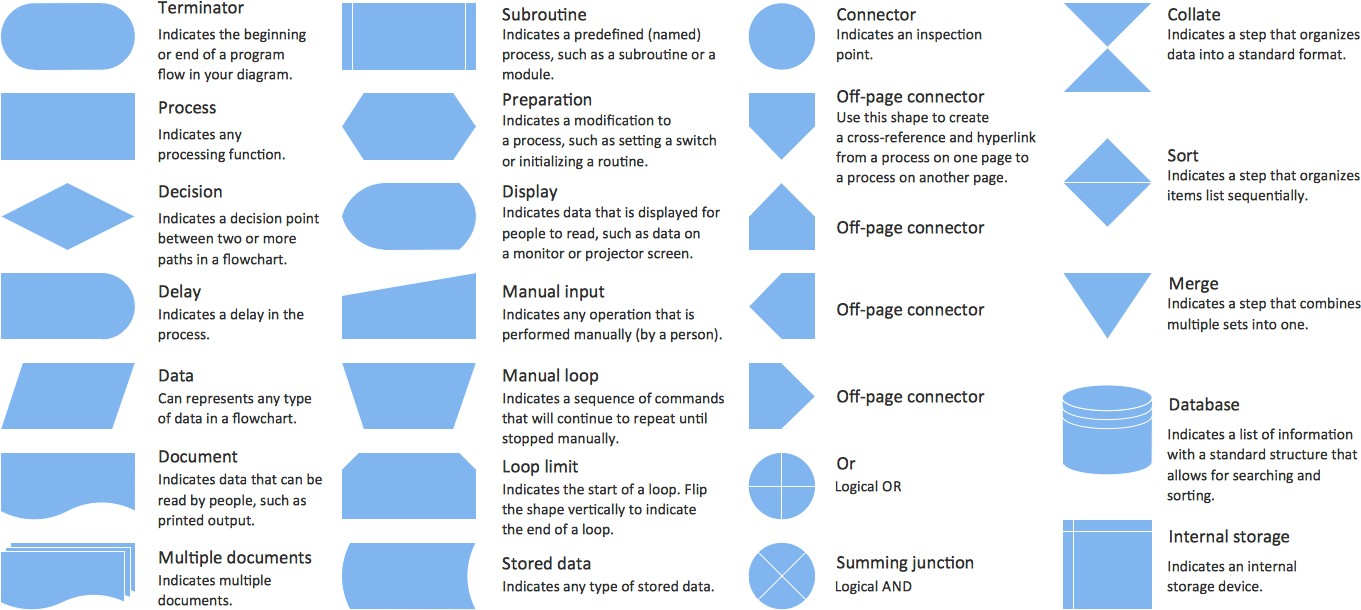 Terminator
Indicates the beginning
or end of a program
flow in your diagram.
Process
Indicates any
processing function.
Decision
Indicates a decision point
between two or more
paths in a flowchart.
Delay
Indicates a delay in the
process.
Data
Can represents any type
of data in a flowchart.
Document
Indicates data that can be
read by people, such as
printed output.
Multiple documents
Indicates multiple
documents.
Subroutine
Indicates a predefined (named)
process, such as a subroutine or a
module.
Preparation
Indicates a modification to
a process, such as setting a switch
or initializing a routine.
Display
Indicates data that is displayed for
people to read, such as data on
a monitor or projector screen.
Manual input
Indicates any operation that is
performed manually (by a person).
Manual loop
Indicates a sequence of commands
that will continue to repeat until
stopped manually.
Loop limit
Indicates the start of a loop. Flip
the shape vertically to indicate
the end of a loop.
Stored data
Indicates any type of stored data.
Connector
Indicates an inspection
point.
Off-page connector
Use this shape to create
a cross-reference and hyperlink
from a process on one page to
a process on another page.
Off-page connector
Off-page connector
Off-page connector
Or
Logical OR
Summing junction
Logical AND
Collate
Indicates a step that organizes
data into a standard format.
Sort
Indicates a step that organizes
items list sequentially.
Merge
Indicates a step that combines
multiple sets into one.
Database
Indicates a list of information
with a standard structure that
allows for searching and
sorting.
Internal storage
Indicates an internal
storage device.